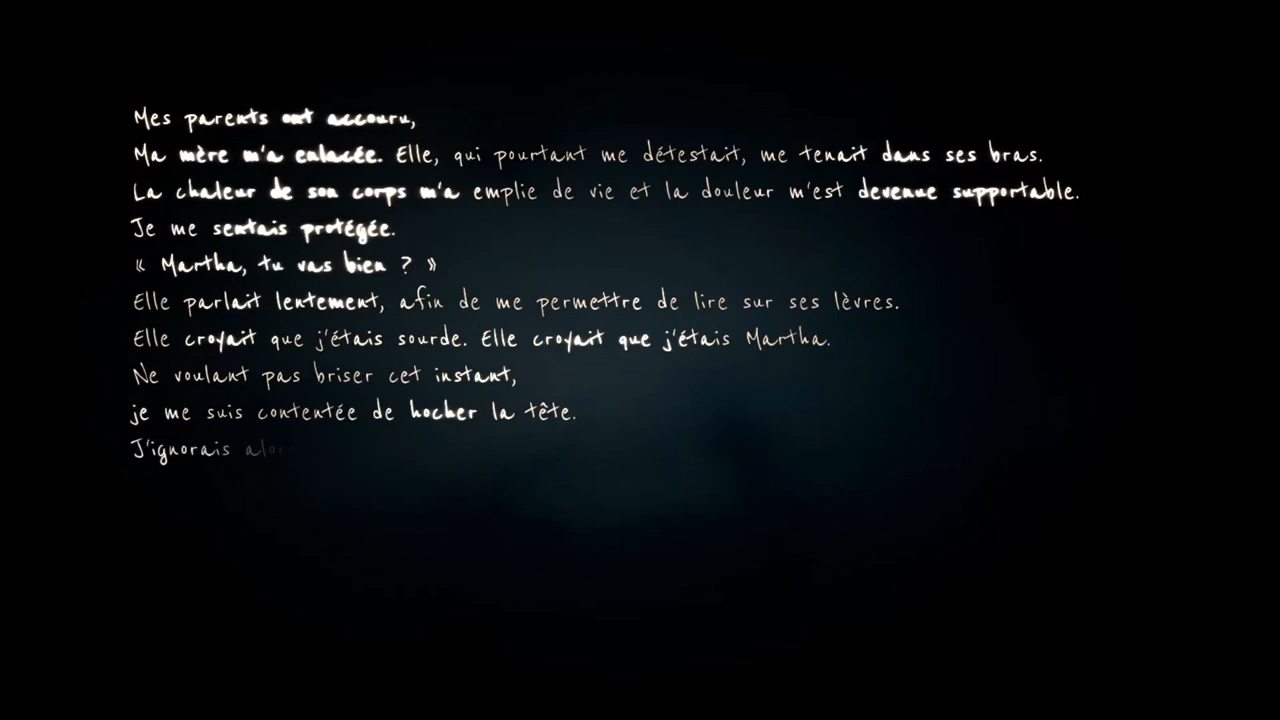 Mes parents ont accouru,
Ma mère m'a enlacée. Elle, qui pourtant me détestait, me tenait dans ses bras.
La chaleur de son corps m'a emplie de vie et la douleur m'est devenue supportable.
Je me sentais protégée.
« Martha, tu vas bien ? »
Elle parlait lentement, afin de me permettre de lire sur ses lèvres.
Elle croyait que j'étais sourde. Elle croyait que j'étais Martha.
Ne voulant pas briser cet instant,
je me suis contentée de hocher la tête.
J'ignorais